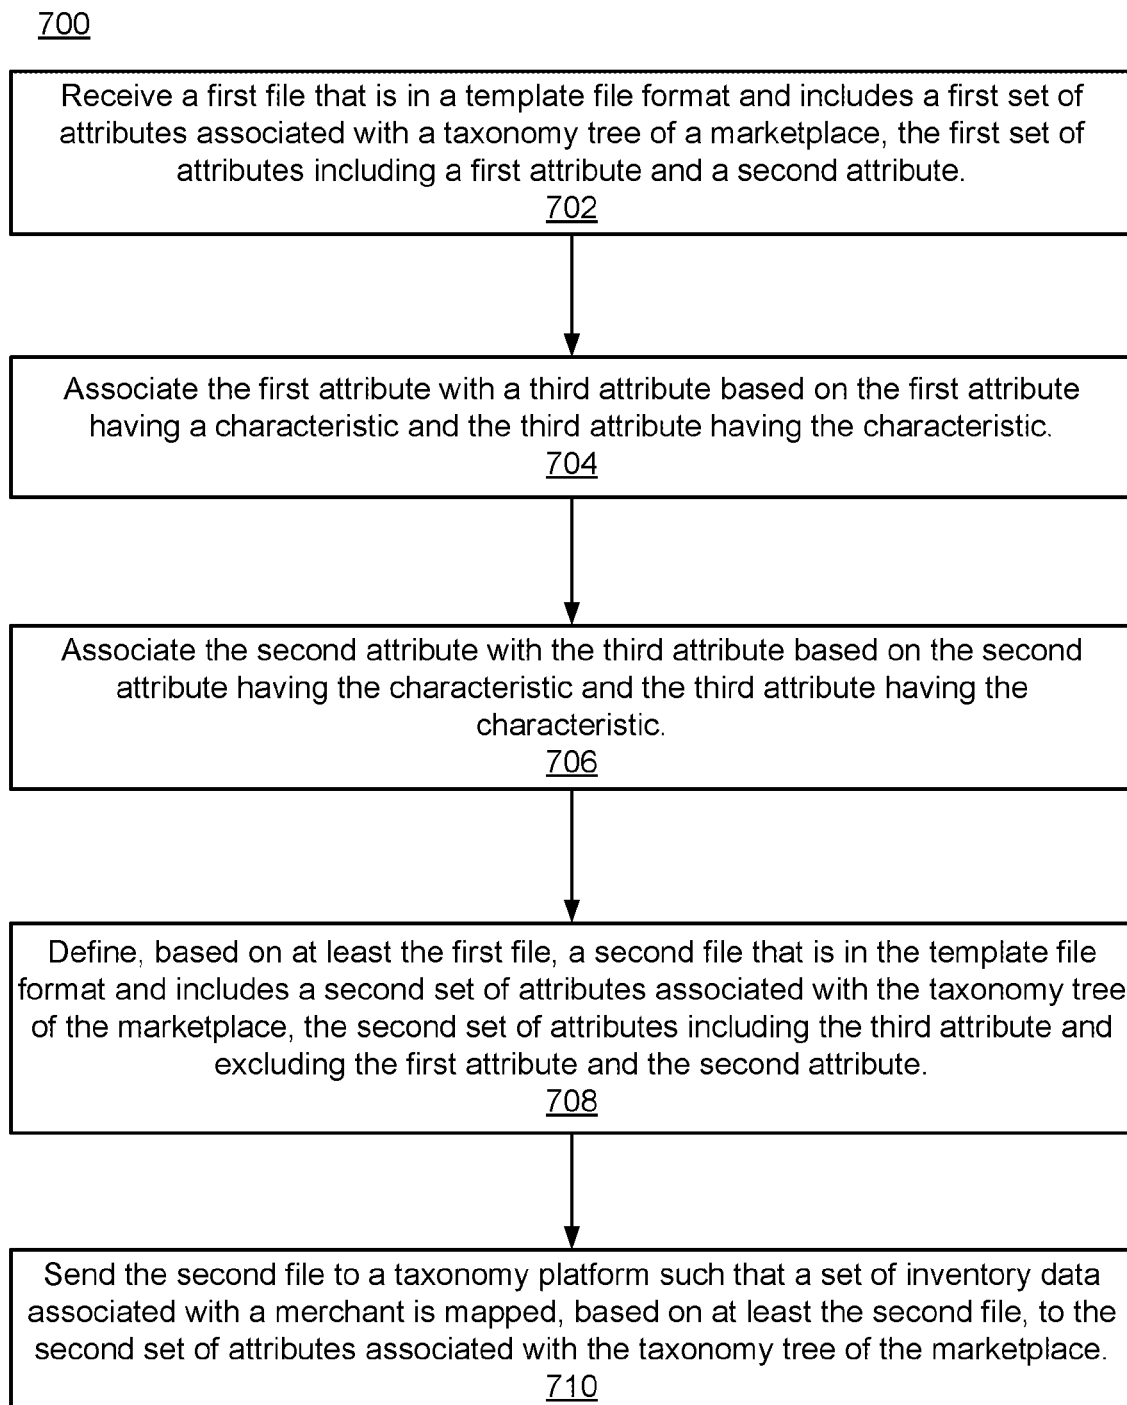 700
Receive a first file that is in a template file format and includes a first set of
attributes associated with a taxonomy tree of a marketplace, the first set of
attributes including a first attribute and a second attribute.
702
Associate the first attribute with a third attribute based on the first attribute
having a characteristic and the third attribute having the characteristic.
704
Associate the second attribute with the third attribute based on the second
attribute having the characteristic and the third attribute having the
characteristic.
706
Define, based on at least the first file, a second file that is in the template file
format and includes a second set of attributes associated with the taxonomy tree
of the marketplace, the second set of attributes including the third attribute and
excluding the first attribute and the second attribute.
708
Send the second file to a taxonomy platform such that a set of inventory data
associated with a merchant is mapped, based on at least the second file, to the
second set of attributes associated with the taxonomy tree of the marketplace.
710